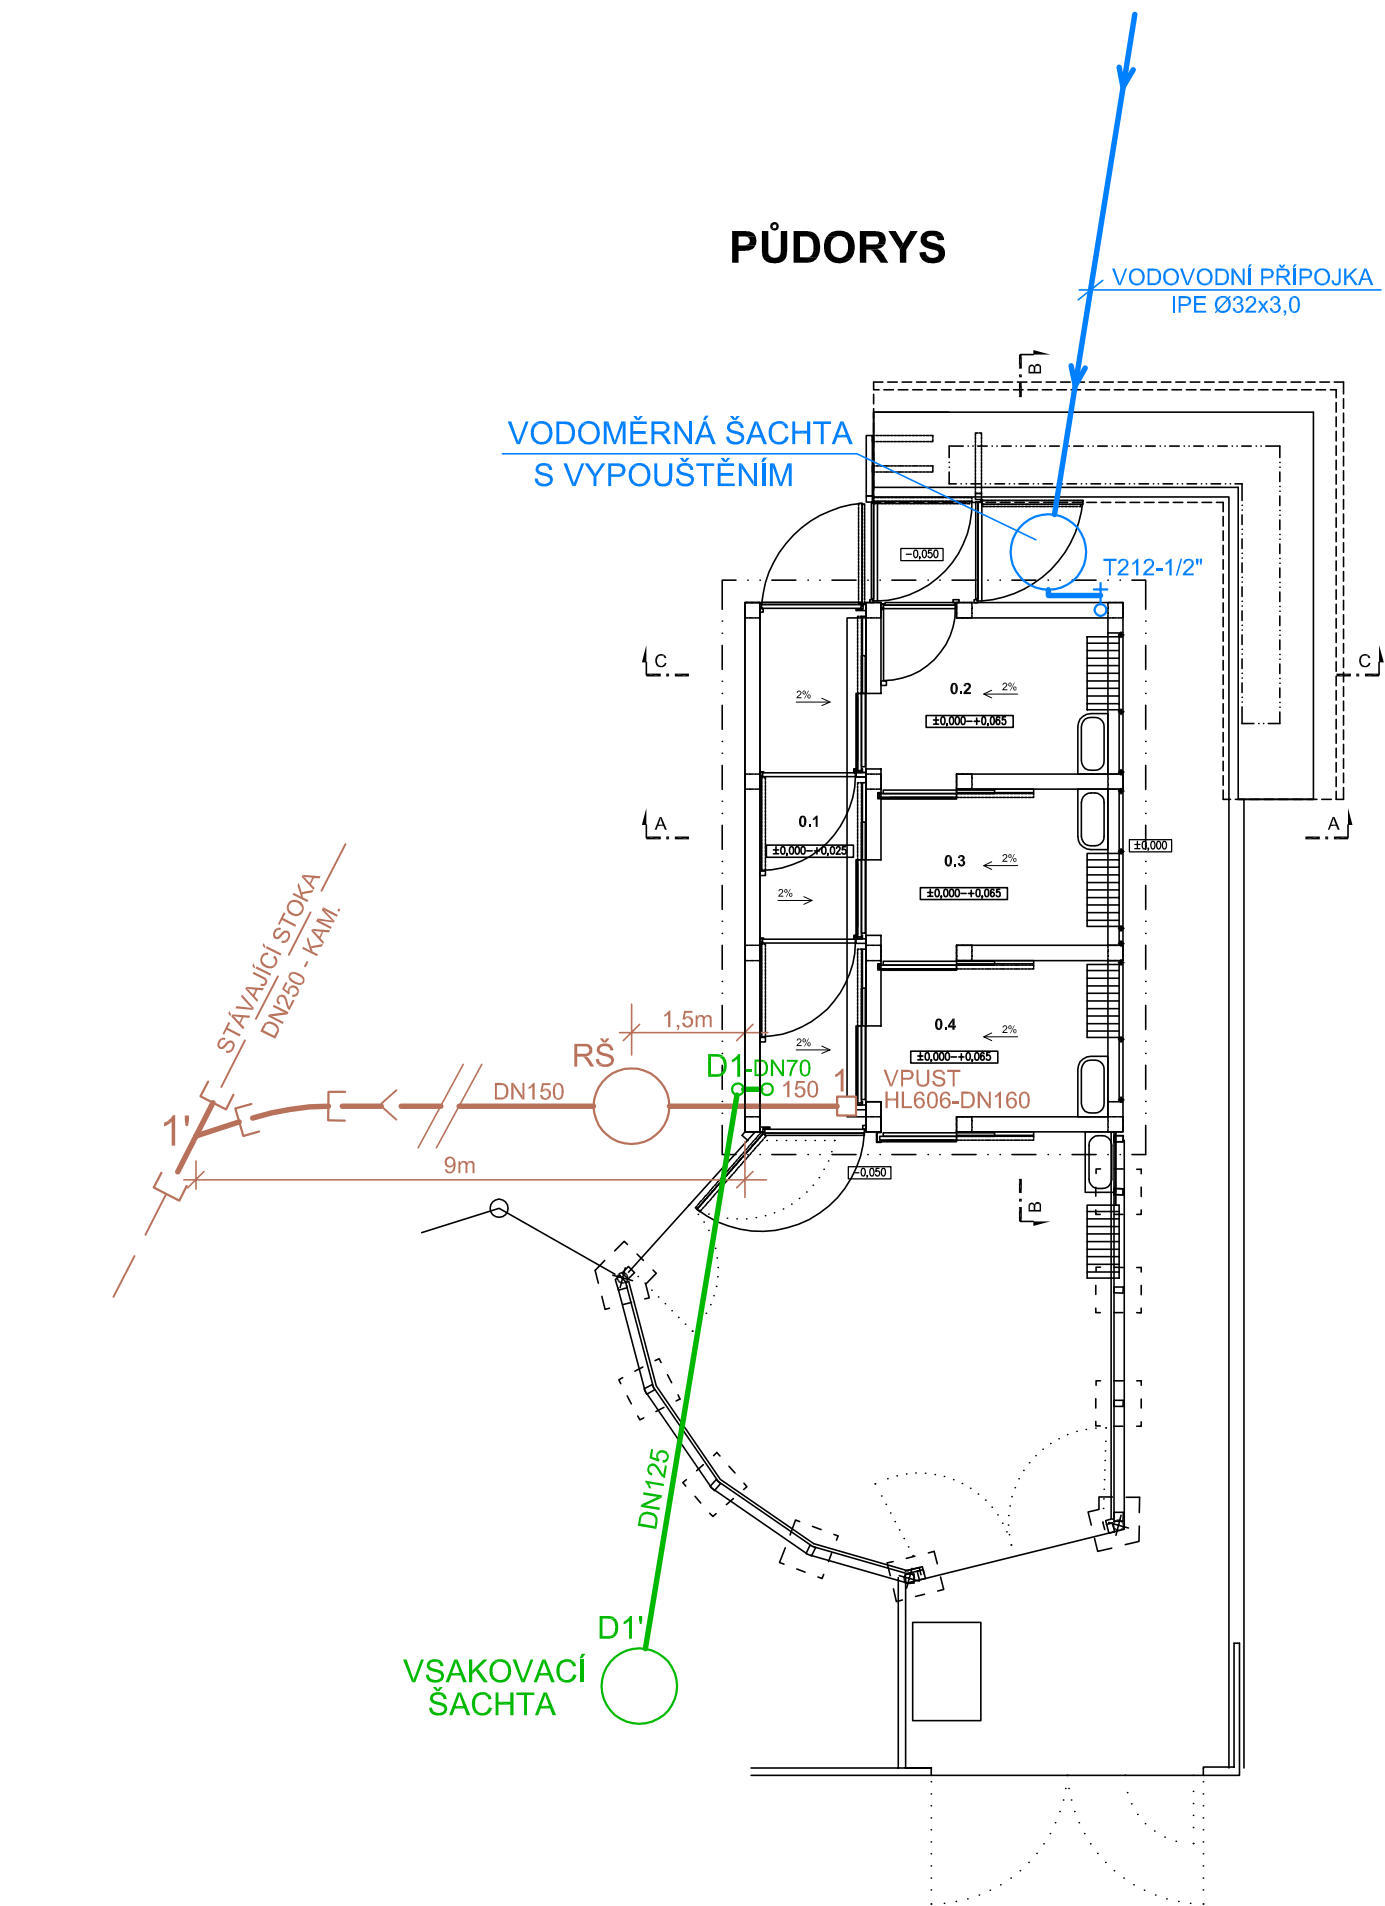 PŮDORYS
VODOVODNÍ PŘÍPOJKA
IPE Ø32x3,0
B
VODOMĚRNÁ ŠACHTA
S VYPOUŠTĚNÍM
-0,050
T212-1/2"
C
C
0.2
2%
2%
±0,000-+0,065
A
0.1
A
±0,000-+0,025
±0,000
0.3
2%
±0,000-+0,065
2%
STÁVAJÍCÍ STOKA
DN250 - KAM.
1,5m
0.4
2%
2%
±0,000-+0,065
RŠ
D1-DN70
DN150
150
1
VPUST
HL606-DN160
1'
9m
-0,050
B
DN125
D1'
VSAKOVACÍ
ŠACHTA